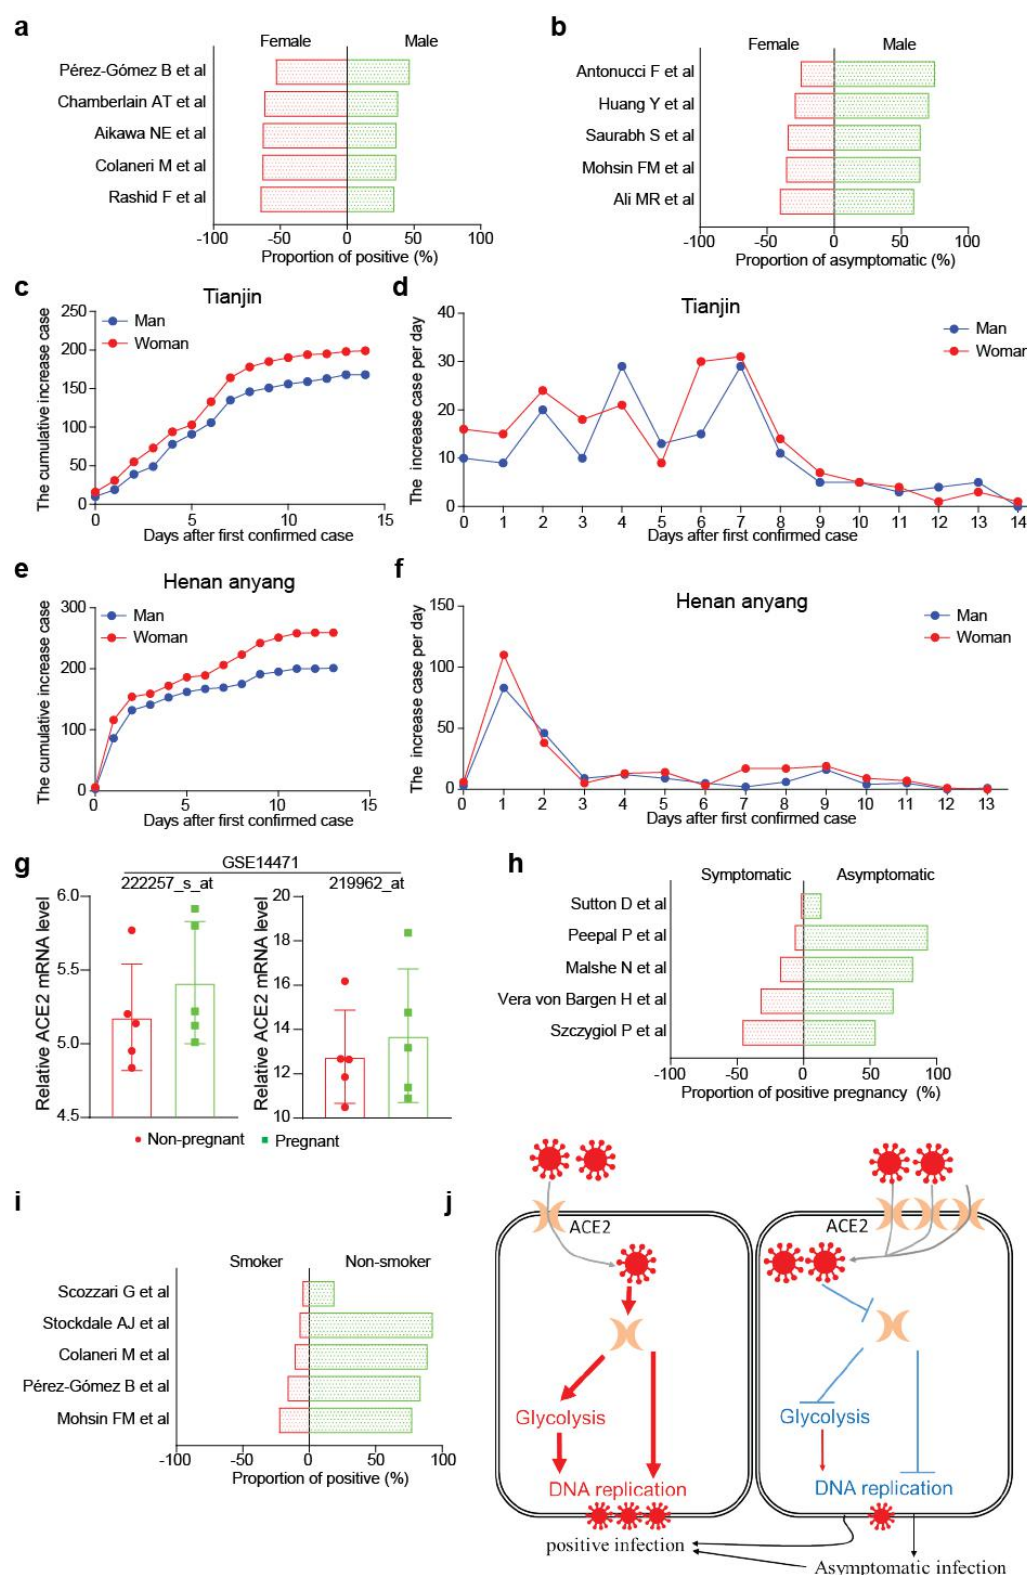 a
Female Male
Pérez-Gómez B et al
Chamberlain AT et al
Aikawa NE et al
Colaneri M et al
Rashid F et al
-100 -50 0 50 100
Proportion of positive (%)
b
Female Male
Antonucci F et al
Huang Y et al
Saurabh S et al
Mohsin FM et al
Ali MR et al
-100 -50 0 50 100
Proportion of asymptomatic (%)
c
Tianjin
The cumulative increase case
250
200
150
100
50
0
Man
Woman
0 5 10 15
Days after first confirmed case
d
Tianjin
The increase case per day
40
30
20
10
0
Man
Woman
0 1 2 3 4 5 6 7 8 9 10 11 12 13 14
Days after first confirmed case
e
Henan anyang
The cumulative increase case
300
200
100
0
Man
Woman
0 5 10 15
Days after first confirmed case
f
Henan anyang
The increase case per day
150
100
50
0
Man
Woman
0 1 2 3 4 5 6 7 8 9 10 11 12 13
Days after first confirmed case
g
GSE14471
222257_s_at 219962_at
Relative ACE2 mRNA level
6.0
5.5
5.0
4.5
Relative ACE2 mRNA level
20
18
16
14
12
10
Non-pregnant Pregnant
h
Symptomatic Asymptomatic
Sutton D et al
Peepal P et al
Malshe N et al
Vera von Bargen H et al
Szczygiol P et al
-100 -50 0 50 100
Proportion of positive pregnancy (%)
i
Smoker Non-smoker
Scozzari G et al
Stockdale AJ et al
Colaneri M et al
Pérez-Gómez B et al
Mohsin FM et al
-100 -50 0 50 100
Proportion of positive (%)
j
ACE2
Glycolysis
DNA replication
positive infection
ACE2
Glycolysis
DNA replication
Asymptomatic infection